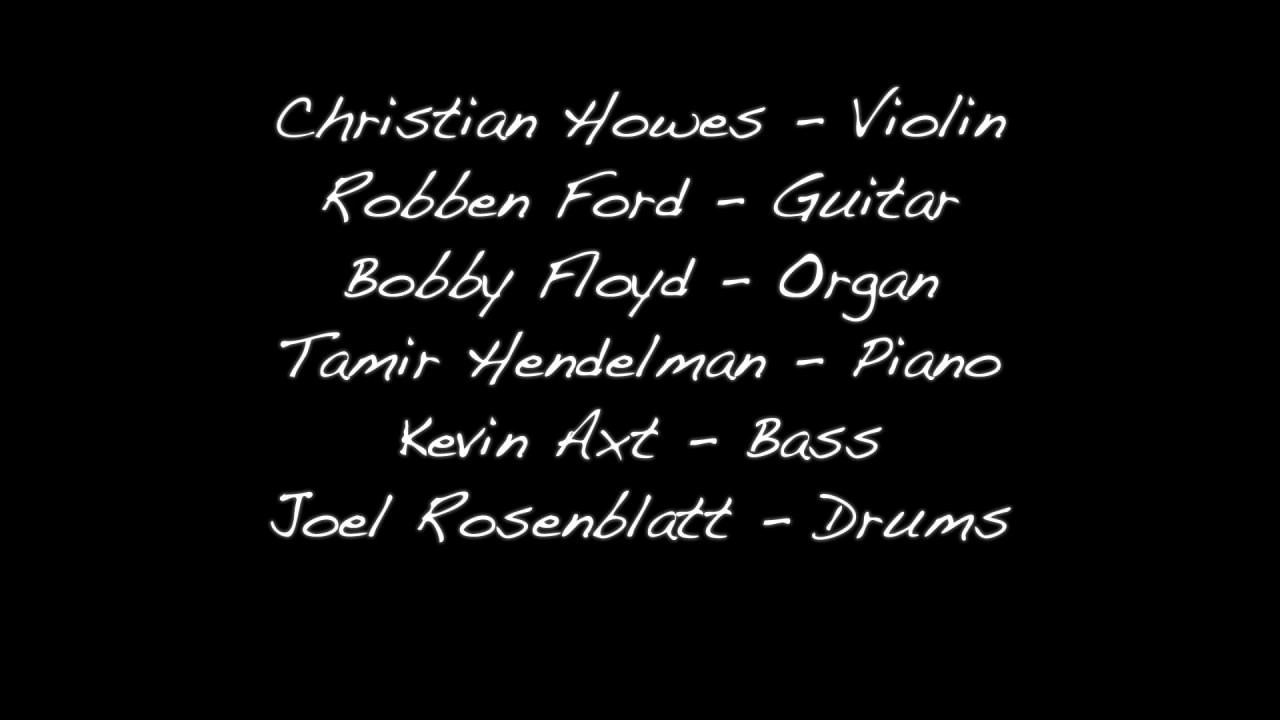 Christian Howes - Violin
Robben Ford - Guitar
Bobby Floyd - Organ
Tamir Hendelman - Piano
Kevin Axt - Bass
Joel Rosenblatt - Drums